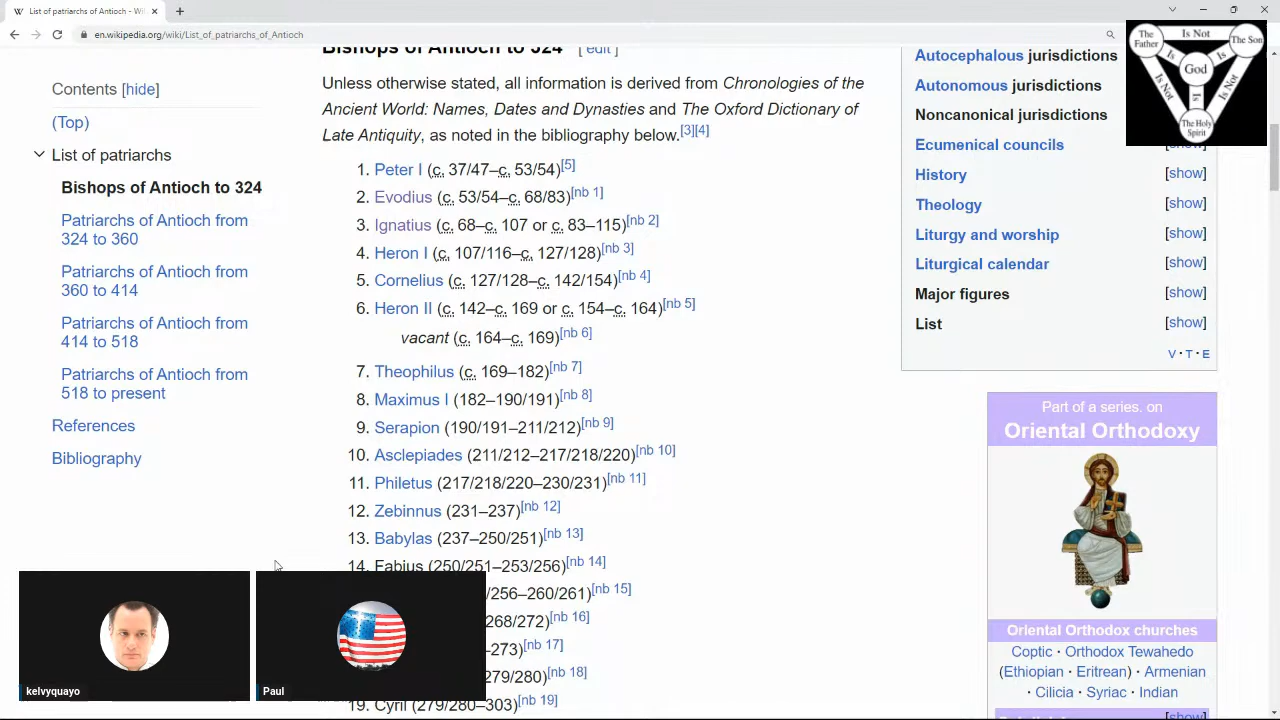 List of patriarchs of Antioch - Wi
en.wikipedia.org/wiki/List_of_patriarchs_of_Antioch
Contents [hide]
(Top)
List of patriarchs
Bishops of Antioch to 324
Patriarchs of Antioch from
324 to 360
Patriarchs of Antioch from
360 to 414
Patriarchs of Antioch from
414 to 518
Patriarchs of Antioch from
518 to present
References
Bibliography
Bishops of Antioch to 324 [edit]
Unless otherwise stated, all information is derived from Chronologies of the
Ancient World: Names, Dates and Dynasties and The Oxford Dictionary of
Late Antiquity, as noted in the bibliography below.[3][4]
1. Peter I (c. 37/47–c. 53/54)[5]
2. Evodius (c. 53/54–c. 68/83)[nb 1]
3. Ignatius (c. 68–c. 107 or c. 83–115)[nb 2]
4. Heron I (c. 107/116–c. 127/128)[nb 3]
5. Cornelius (c. 127/128–c. 142/154)[nb 4]
6. Heron II (c. 142–c. 169 or c. 154–c. 164)[nb 5]
vacant (c. 164–c. 169)[nb 6]
7. Theophilus (c. 169–182)[nb 7]
8. Maximus I (182–190/191)[nb 8]
9. Serapion (190/191–211/212)[nb 9]
10. Asclepiades (211/212–217/218/220)[nb 10]
11. Philetus (217/218/220–230/231)[nb 11]
12. Zebinnus (231–237)[nb 12]
13. Babylas (237–250/251)[nb 13]
14. Fabius (250/251–253/256)[nb 14]
/256–260/261)[nb 15]
268/272)[nb 16]
-273)[nb 17]
279/280)[nb 18]
19. Cyril (279/280–303)[nb 19]
Autocephalous jurisdictions
Autonomous jurisdictions
Noncanonical jurisdictions
Ecumenical councils [show]
History [show]
Theology [show]
Liturgy and worship [show]
Liturgical calendar [show]
Major figures [show]
List [show]
V · T · E
Part of a series. on
Oriental Orthodoxy
Oriental Orthodox churches
Coptic · Orthodox Tewahedo
(Ethiopian · Eritrean) · Armenian
· Cilicia · Syriac · Indian
[show]
The Father
Is Not
The Son
Is
Is
God
Is Not
Is
Is Not
The Holy Spirit
kelvyquayo
Paul